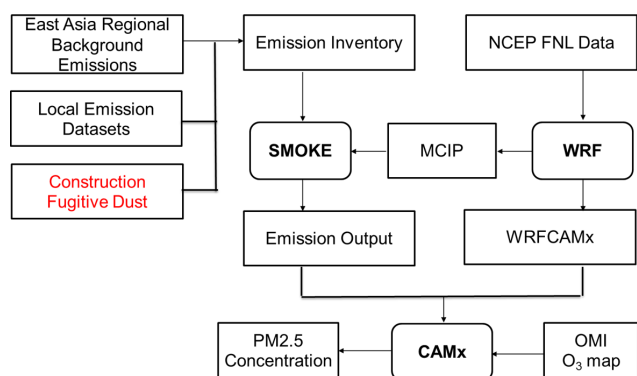 East Asia Regional
Background
Emissions
Emission Inventory
NCEP FNL Data
Local Emission
Datasets
SMOKE
MCIP
WRF
Construction
Fugitive Dust
Emission Output
WRFCAMx
PM2.5
Concentration
CAMx
OMI
O₃ map